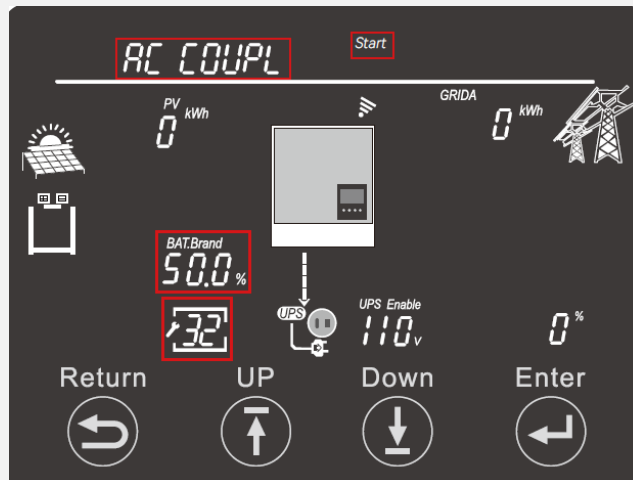 AC COUPL Start
PV 0 kWh
GRIDA 0 kWh
BAT.Brand
50.0 %
32
UPS
UPS Enable
110 v
0 %
Return UP Down Enter